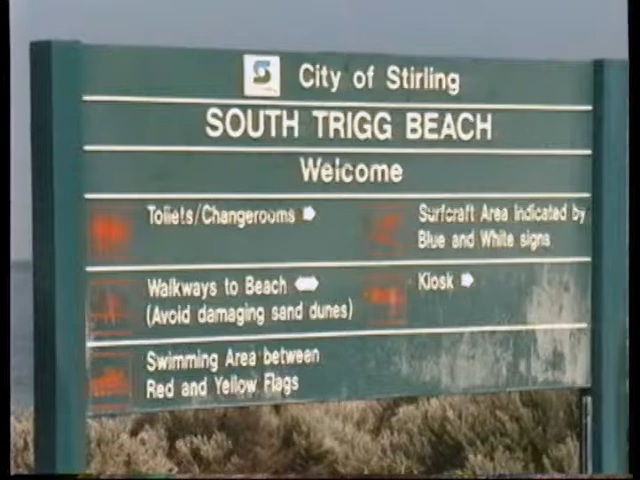 City of Stirling
SOUTH TRIGG BEACH
Welcome
Toilets/Changerooms
Surfcraft Area indicated by
Blue and White signs
Walkways to Beach
(Avoid damaging sand dunes)
Kiosk
Swimming Area between
Red and Yellow Flags